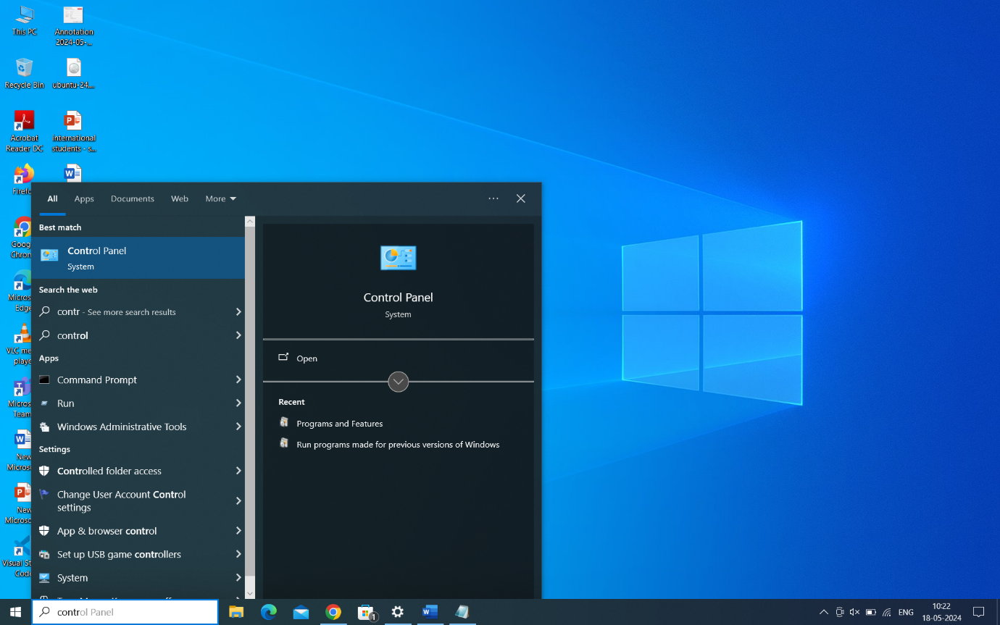 This PC
Annotation
2024-05-...
Recycle Bin
ubuntu-24....
Acrobat
Reader DC
international
students - s...
Firefo
Goog
Chron
Micros
Edge
VLC me
playe
Micros
Team
New
Micros
New
Microso
Visual St
Code
All
Apps
Documents
Web
More
Best match
Control Panel
System
Search the web
contr - See more search results
control
Apps
Command Prompt
Run
Windows Administrative Tools
Settings
Controlled folder access
Change User Account Control
settings
App & browser control
Set up USB game controllers
System
Control Panel
System
Open
Recent
Programs and Features
Run programs made for previous versions of Windows
control Panel
1
ENG
10:22
18-05-2024